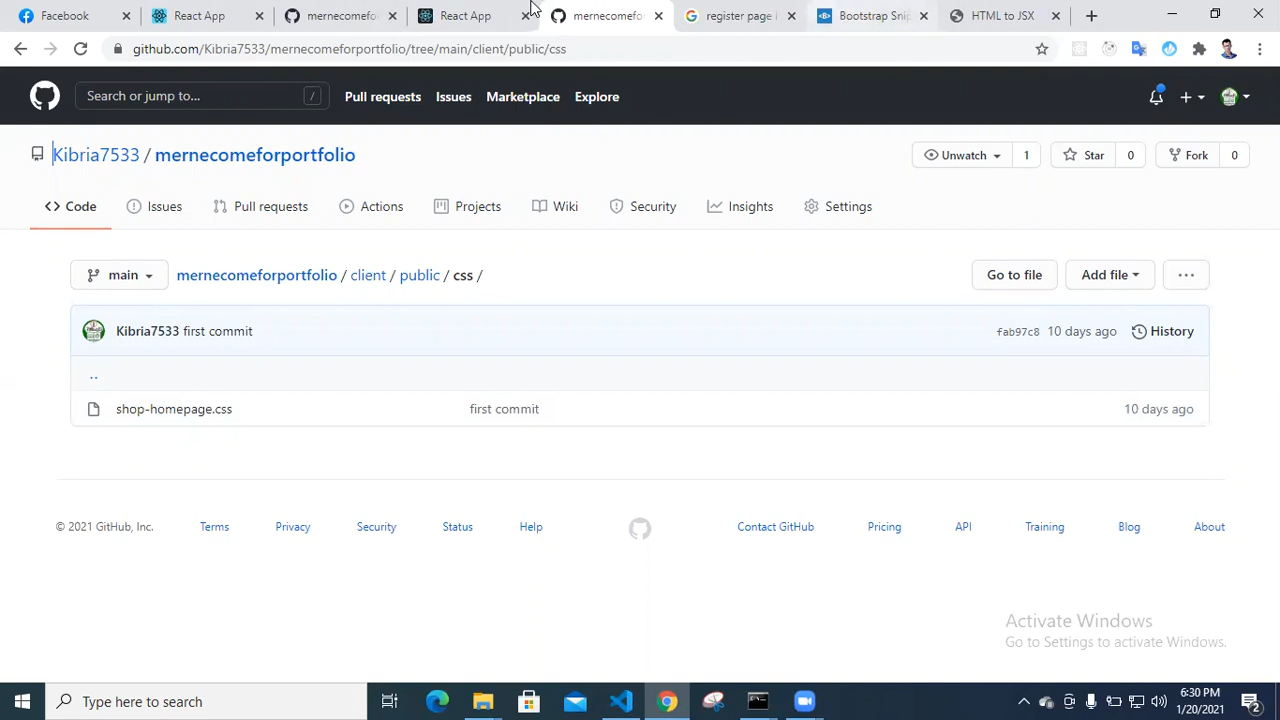 Facebook
React App
mernecomefo
React App
mernecomefo
register page i
Bootstrap Snip
HTML to JSX
github.com/Kibria7533/mernecomeforportfolio/tree/main/client/public/css
Search or jump to... /
Pull requests Issues Marketplace Explore
Kibria7533 / mernecomeforportfolio
Unwatch 1 Star 0 Fork 0
Code Issues Pull requests Actions Projects Wiki Security Insights Settings
main mernecomeforportfolio / client / public / css /
Go to file Add file ...
Kibria7533 first commit fab97c8 10 days ago History
..
shop-homepage.css first commit 10 days ago
© 2021 GitHub, Inc. Terms Privacy Security Status Help Contact GitHub Pricing API Training Blog About
Activate Windows
Go to Settings to activate Windows.
Type here to search
6:30 PM
1/20/2021
2